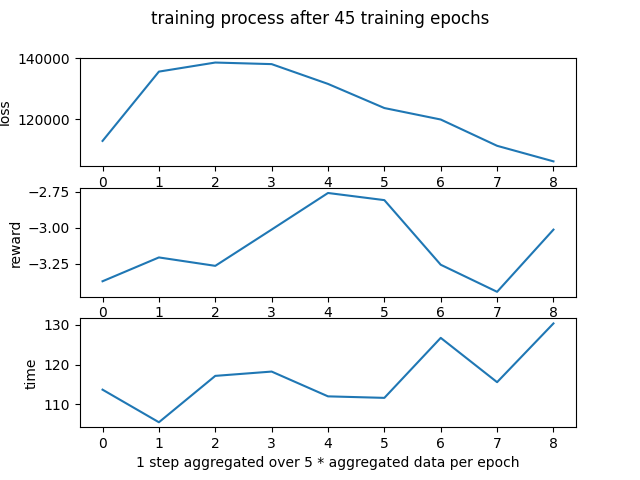 training process after 45 training epochs
140000
120000
loss
0 1 2 3 4 5 6 7 8
−2.75
−3.00
−3.25
reward
0 1 2 3 4 5 6 7 8
130
120
110
time
0 1 2 3 4 5 6 7 8
1 step aggregated over 5 * aggregated data per epoch